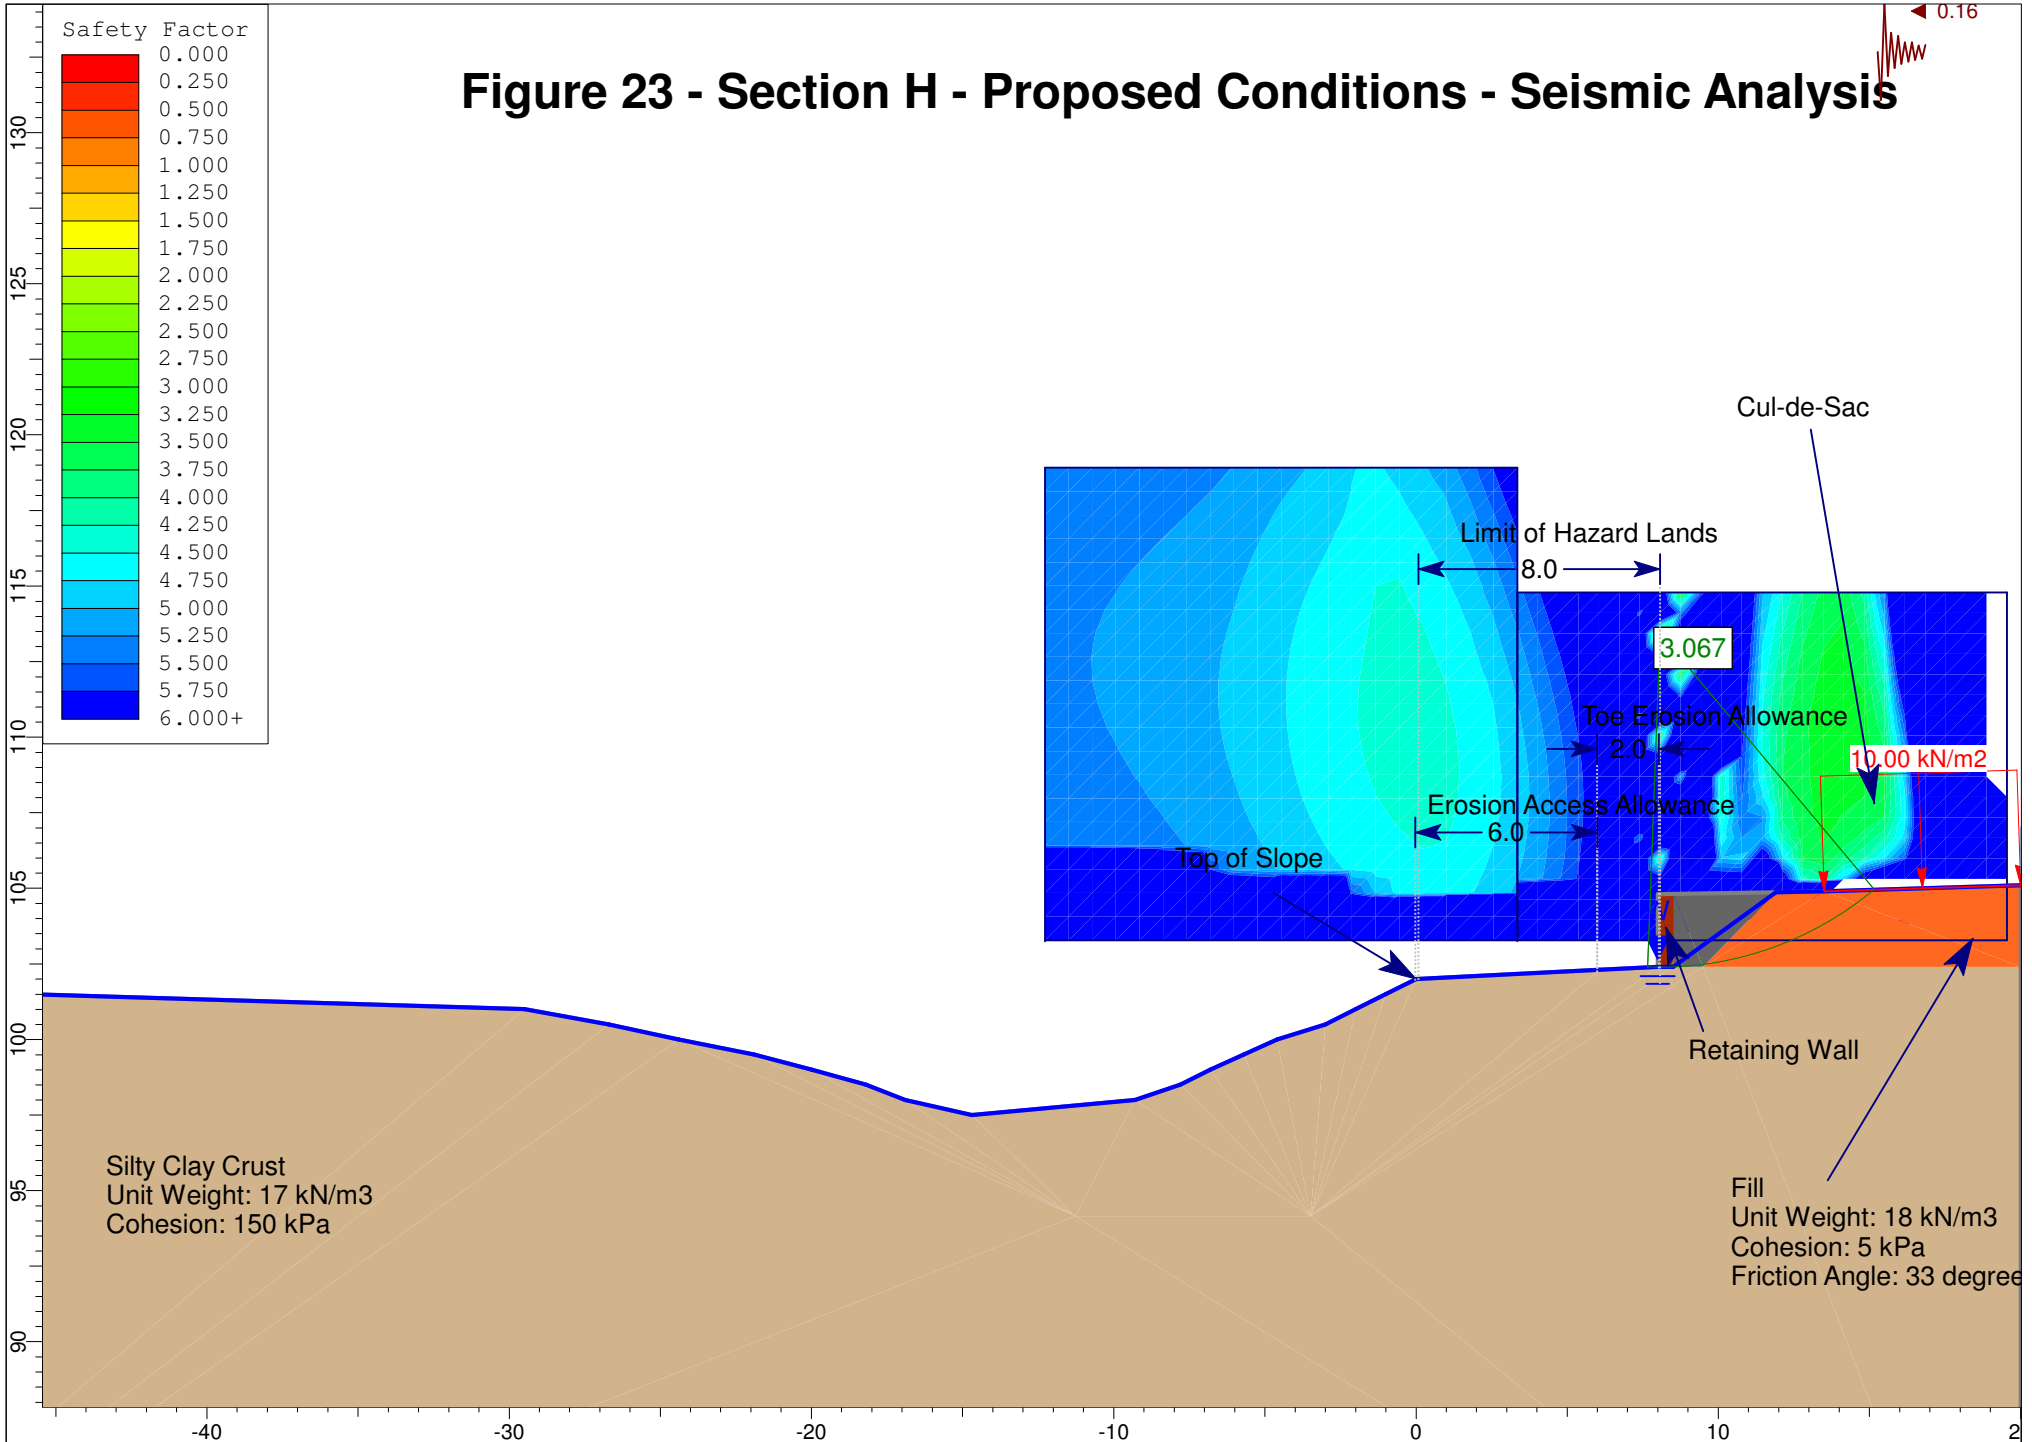 Safety Factor
0.000
0.250
0.500
0.750
1.000
1.250
1.500
1.750
2.000
2.250
2.500
2.750
3.000
3.250
3.500
3.750
4.000
4.250
4.500
4.750
5.000
5.250
5.500
5.750
6.000+
0.16
Figure 23 - Section H - Proposed Conditions - Seismic Analysis
Cul-de-Sac
Limit of Hazard Lands
8.0
3.067
Toe Erosion Allowance
2.0
10.00 kN/m2
Erosion Access Allowance
6.0
Top of Slope
Retaining Wall
Silty Clay Crust
Unit Weight: 17 kN/m3
Cohesion: 150 kPa
Fill
Unit Weight: 18 kN/m3
Cohesion: 5 kPa
Friction Angle: 33 degree
130
125
120
115
110
105
100
95
90
-40
-30
-20
-10
0
10
2